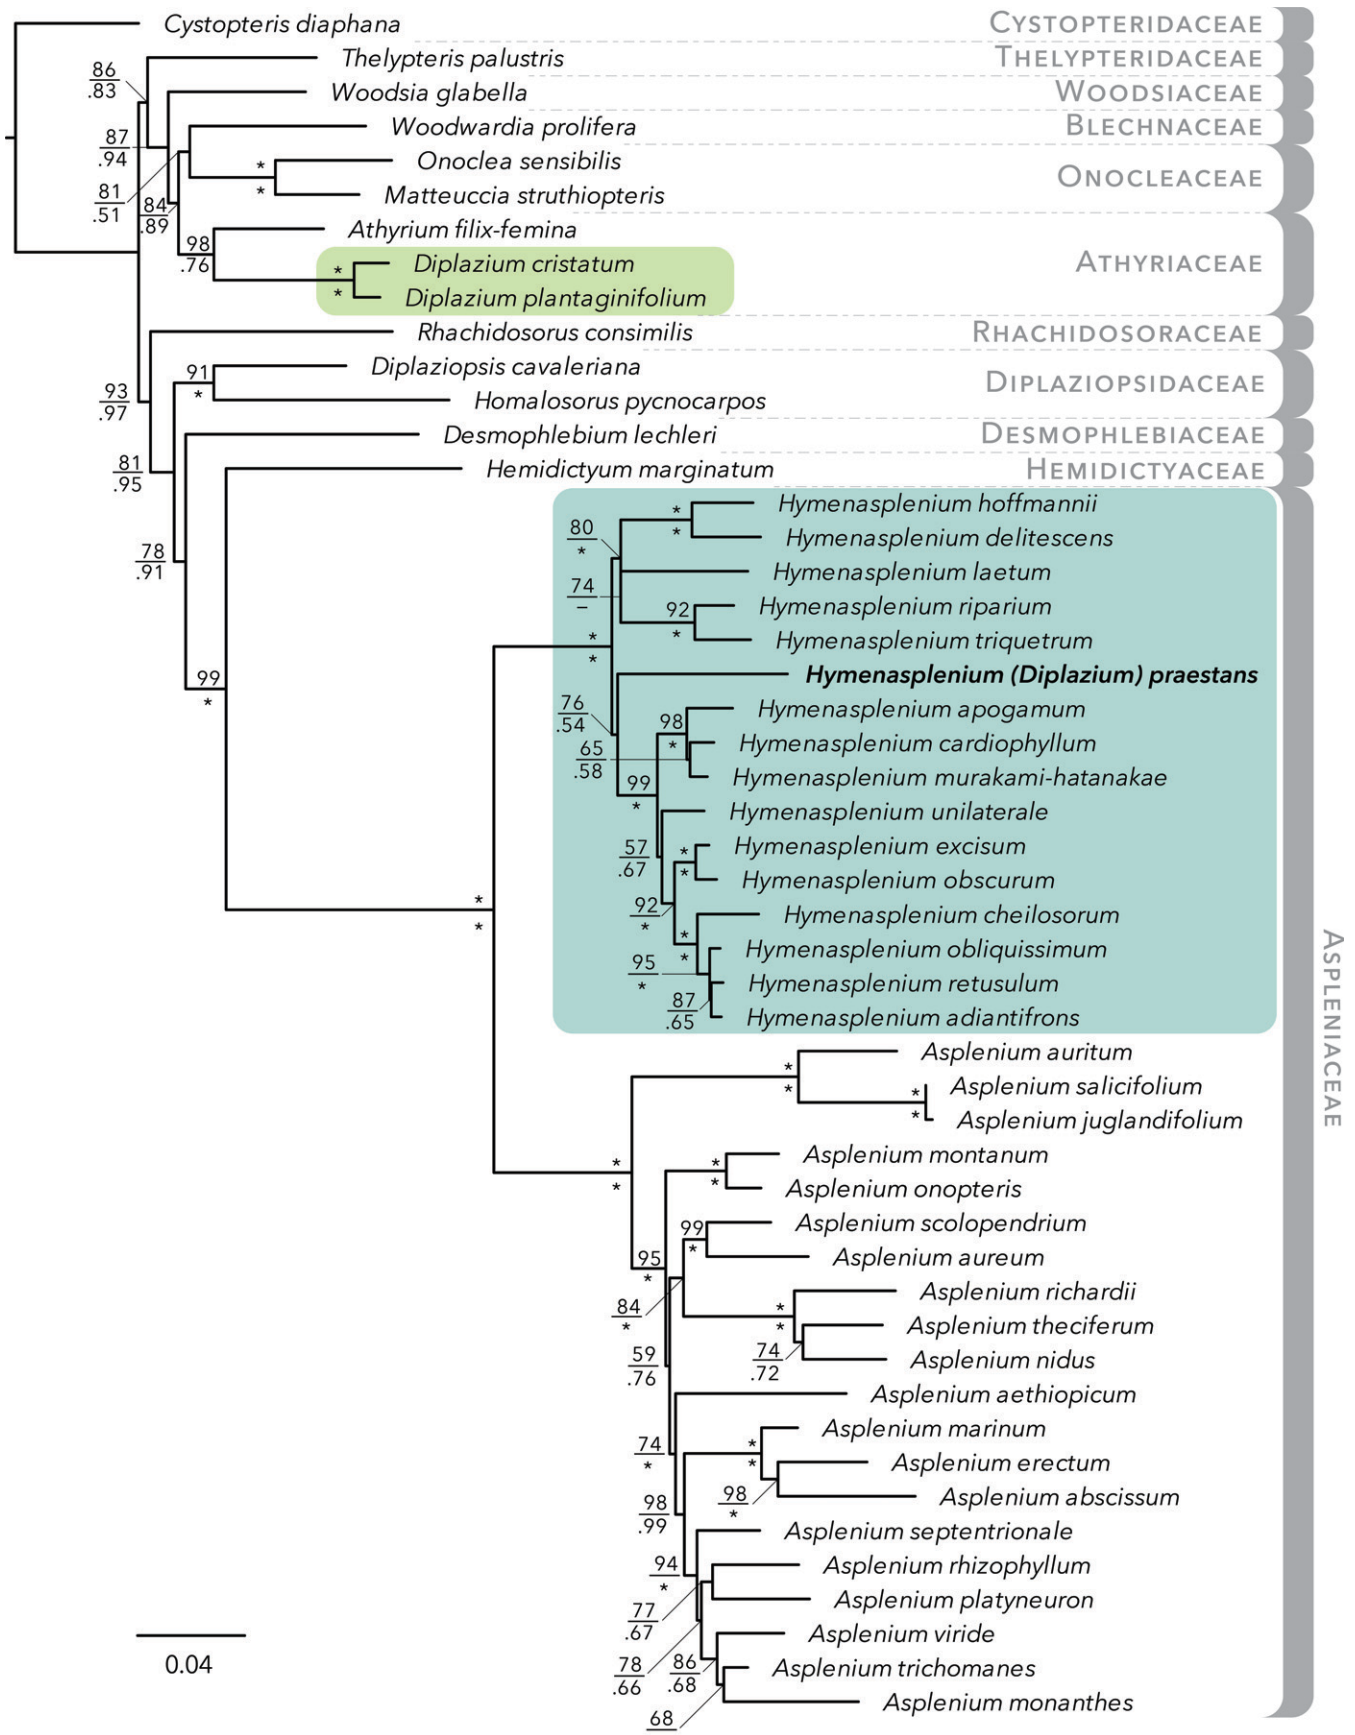 Cystopteris diaphana CYSTOPTERIDACEAE
Thelypteris palustris THELYPTERIDACEAE
86
.83
Woodsia glabella WOODSIACEAE
Woodwardia prolifera BLECHNACEAE
87
.94
Onoclea sensibilis
* *
ONOCLEACEAE
Matteuccia struthiopteris
81
.51
84
.89
Athyrium filix-femina
98
.76
Diplazium cristatum ATHYRIACEAE
* *
Diplazium plantaginifolium
Rhachidosorus consimilis RHACHIDOSORACEAE
Diplaziopsis cavaleriana
91
*
DIPLAZIOPSIDACEAE
93
.97
Homalosorus pycnocarpos
Desmophlebium lechleri DESMOPHLEBIACEAE
81
.95
Hemidictyum marginatum HEMIDICTYACEAE
Hymenasplenium hoffmannii
* *
80
*
Hymenasplenium delitescens
78
.91
Hymenasplenium laetum
74
–
Hymenasplenium riparium
92
*
Hymenasplenium triquetrum
* *
Hymenasplenium (Diplazium) praestans
99
*
76
.54
Hymenasplenium apogamum
98
*
Hymenasplenium cardiophyllum
65
.58
Hymenasplenium murakami-hatanakae
99
*
Hymenasplenium unilaterale
57
.67
Hymenasplenium excisum
* *
Hymenasplenium obscurum
92
*
Hymenasplenium cheilosorum
* *
* *
Hymenasplenium obliquissimum
95
*
Hymenasplenium retusulum
87
.65
Hymenasplenium adiantifrons
ASPLENIACEAE
Asplenium auritum
* *
Asplenium salicifolium
* *
Asplenium juglandifolium
Asplenium montanum
* *
* *
Asplenium onopteris
Asplenium scolopendrium
99
*
Asplenium aureum
95
*
Asplenium richardii
84
*
* *
Asplenium theciferum
59
.76
74
.72
Asplenium nidus
Asplenium aethiopicum
Asplenium marinum
74
*
* *
Asplenium erectum
98
*
Asplenium abscissum
98
.99
Asplenium septentrionale
94
*
Asplenium rhizophyllum
77
.67
Asplenium platyneuron
Asplenium viride
78
.66
86
.68
Asplenium trichomanes
0.04
Asplenium monanthes
68